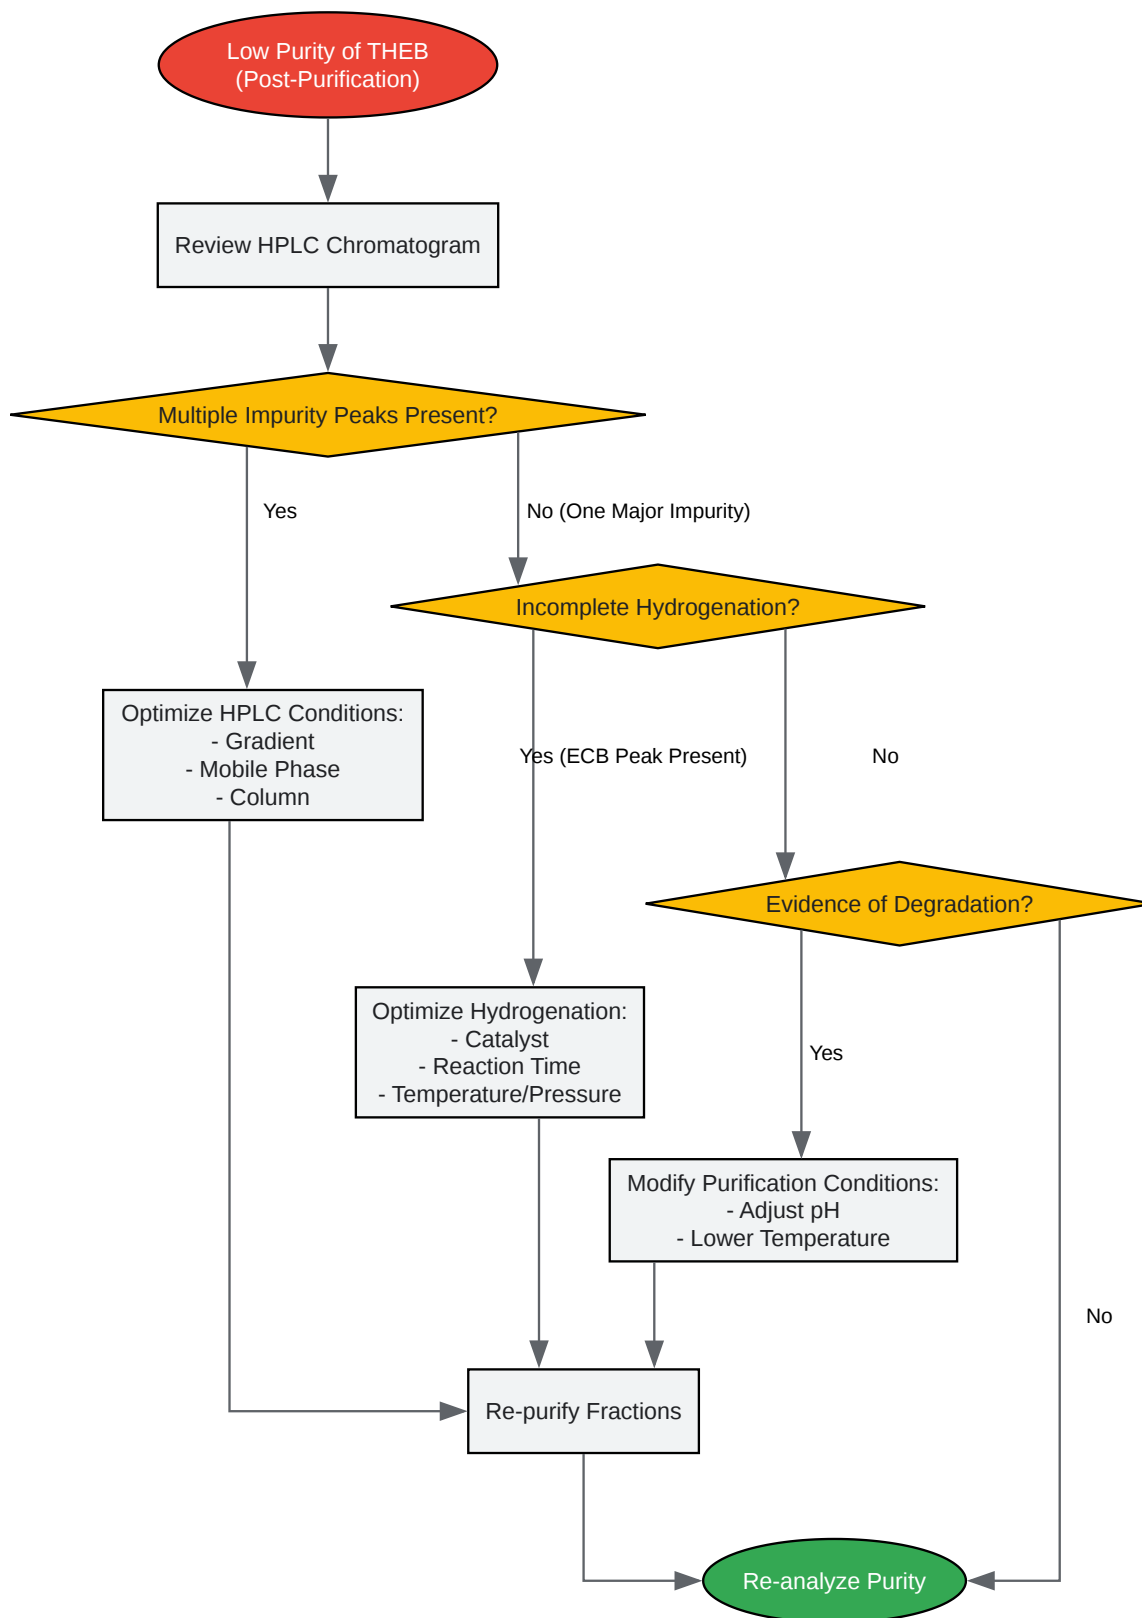 Low Purity of THEB
(Post-Purification)
Review HPLC Chromatogram
Multiple Impurity Peaks Present?
Yes
No (One Major Impurity)
Incomplete Hydrogenation?
Optimize HPLC Conditions:
- Gradient
- Mobile Phase
- Column
Yes (ECB Peak Present)
No
Evidence of Degradation?
Optimize Hydrogenation:
- Catalyst
- Reaction Time
- Temperature/Pressure
Yes
Modify Purification Conditions:
- Adjust pH
- Lower Temperature
No
Re-purify Fractions
Re-analyze Purity